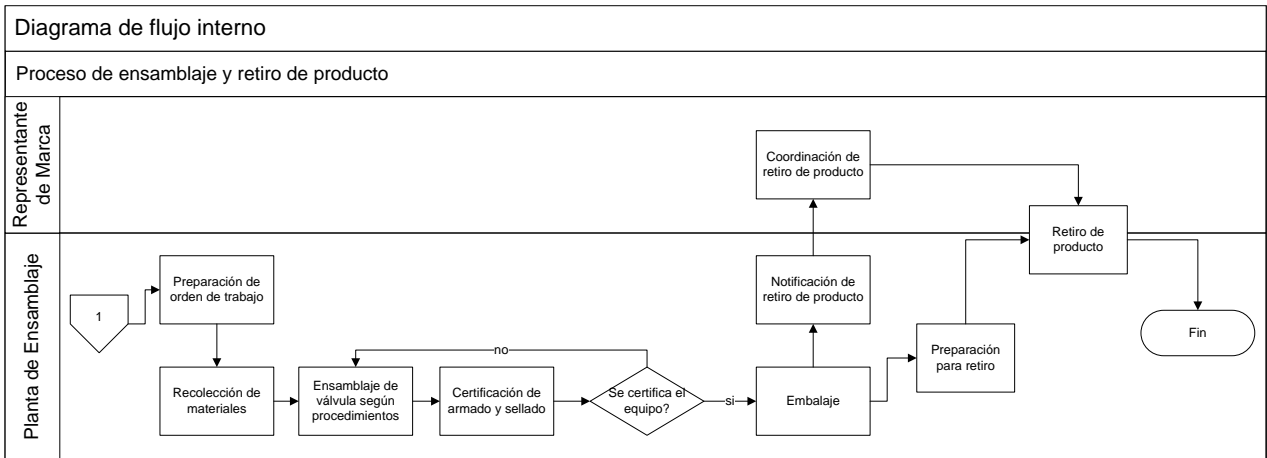 Diagrama de flujo interno
Proceso de ensamblaje y retiro de producto
Representante
de Marca
Coordinación de
retiro de producto
Retiro de
producto
Planta de Ensamblaje
1
Preparación de
orden de trabajo
Notificación de
retiro de producto
Fin
Preparación
para retiro
no
Recolección de
materiales
Ensamblaje de
válvula según
procedimientos
Certificación de
armado y sellado
Se certifica el
equipo?
si
Embalaje